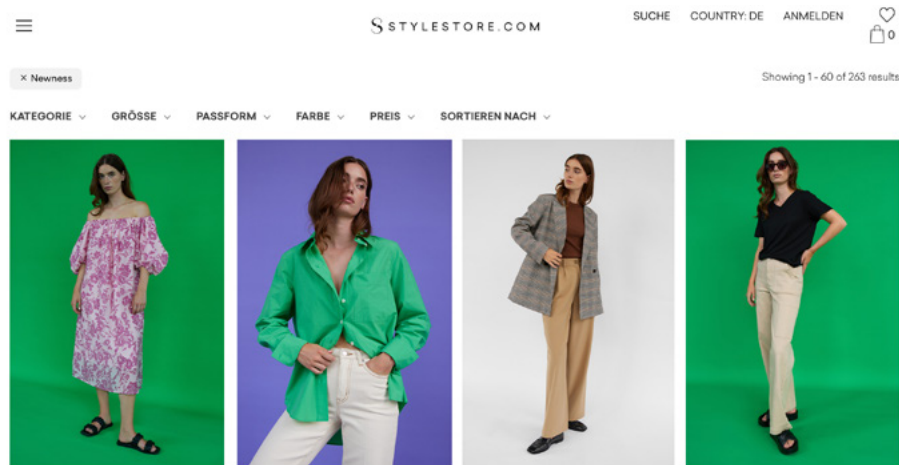 STYLESTORE.COM
SUCHE COUNTRY: DE ANMELDEN
0
× Newness
Showing 1 - 60 of 263 results
KATEGORIE GRÖSSE PASSFORM FARBE PREIS SORTIEREN NACH